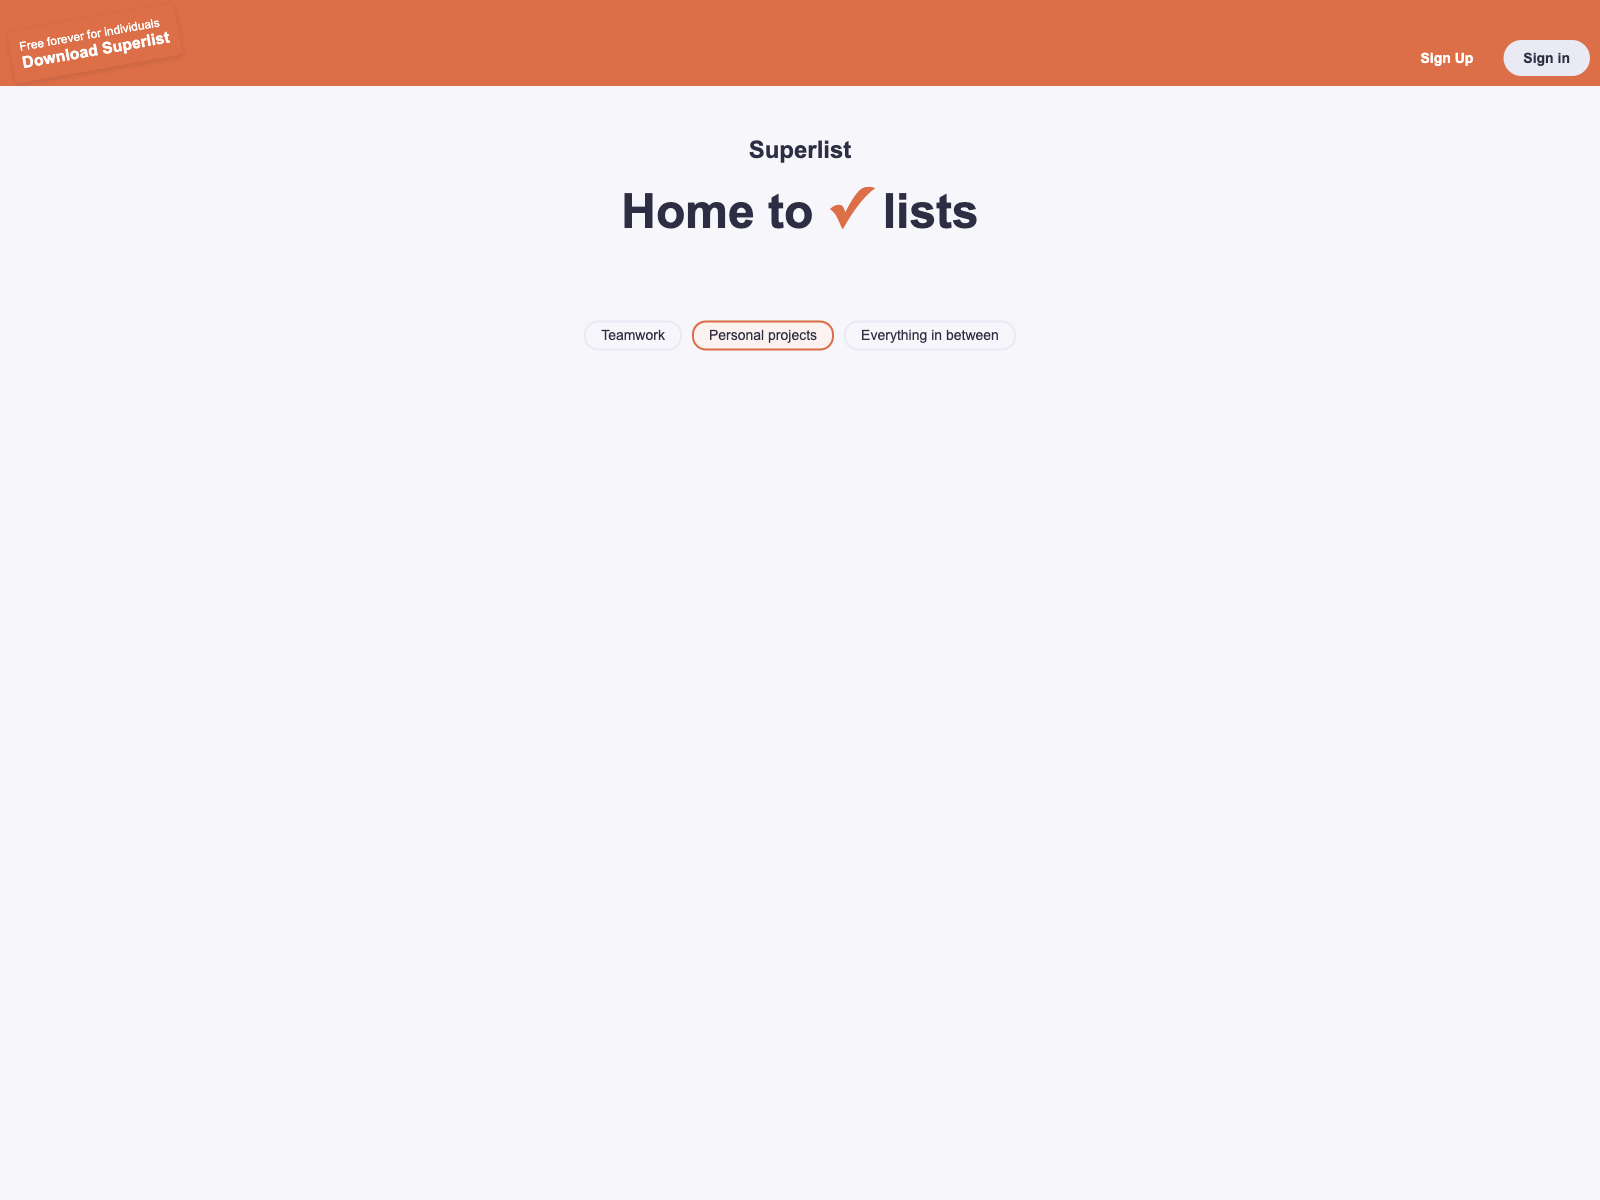 Free forever for individuals
Download Superlist
Sign Up
Sign in
Superlist
Home to ✓ lists
Teamwork
Personal projects
Everything in between